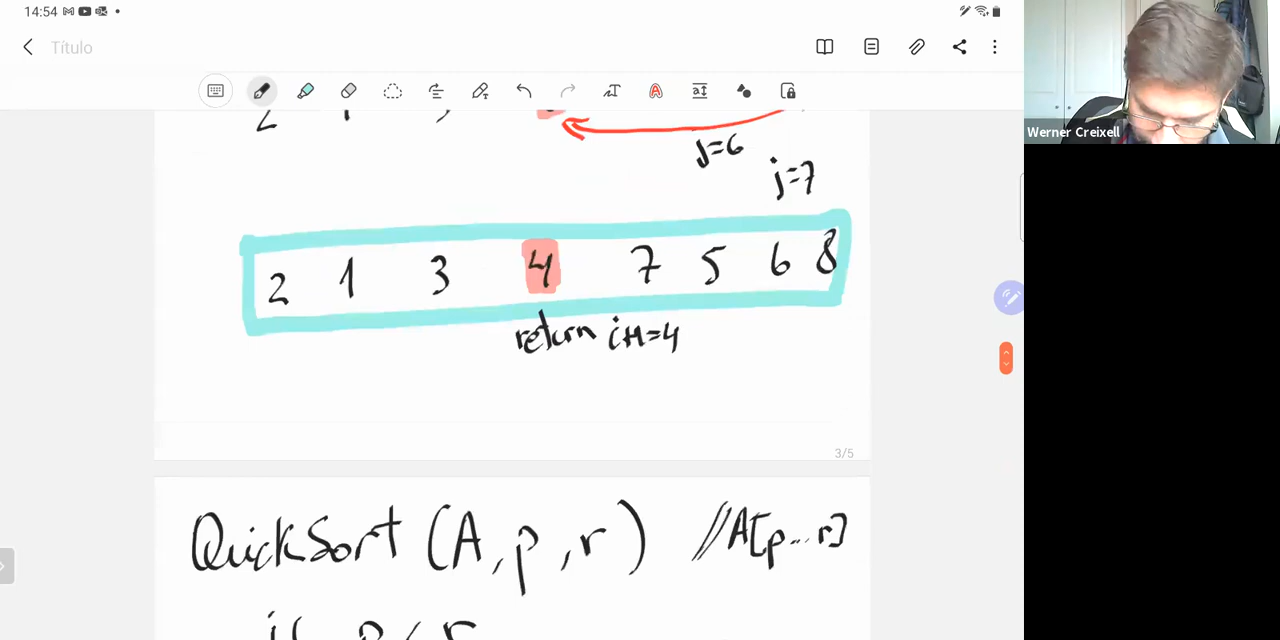 14:54
Título
Werner Creixell
j=6
j=7
2 1 3 4 7 5 6 8
return i+1=4
3/5
QuickSort (A, p, r) //A[p...r]
if p < r